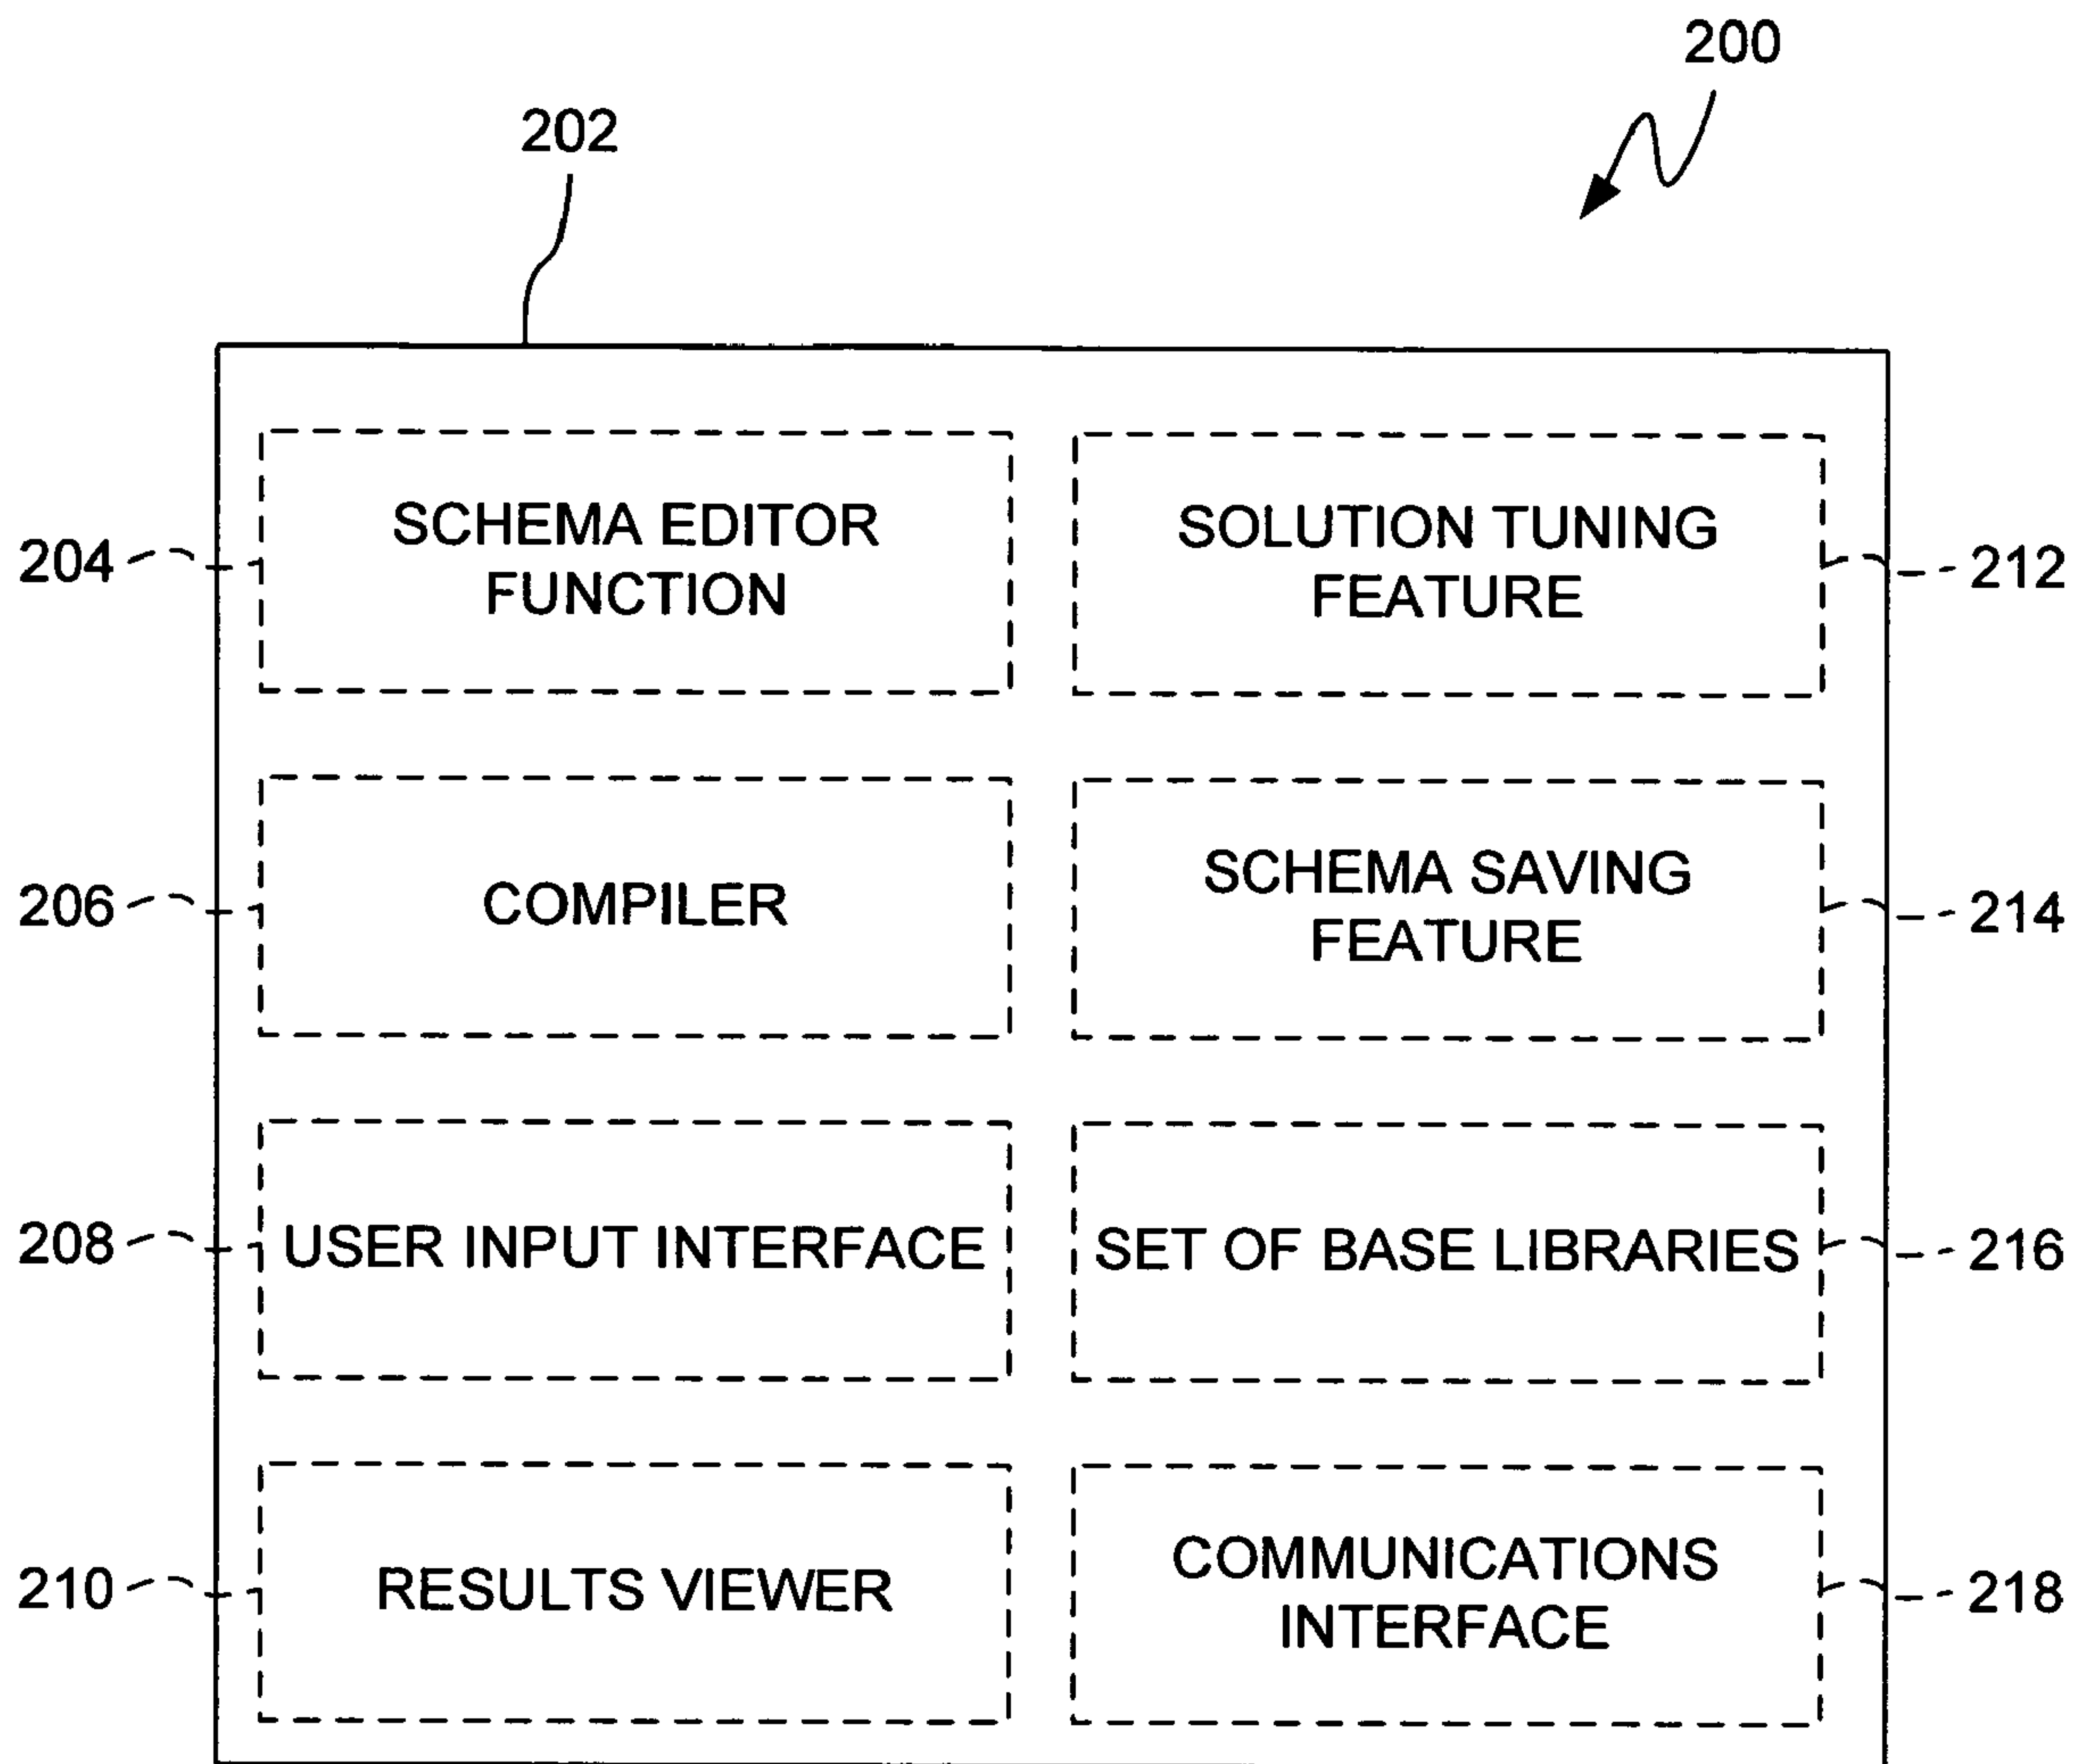 200
202
SCHEMA EDITOR
FUNCTION
204
SOLUTION TUNING
FEATURE
212
COMPILER
206
SCHEMA SAVING
FEATURE
214
USER INPUT INTERFACE
208
SET OF BASE LIBRARIES
216
RESULTS VIEWER
210
COMMUNICATIONS
INTERFACE
218